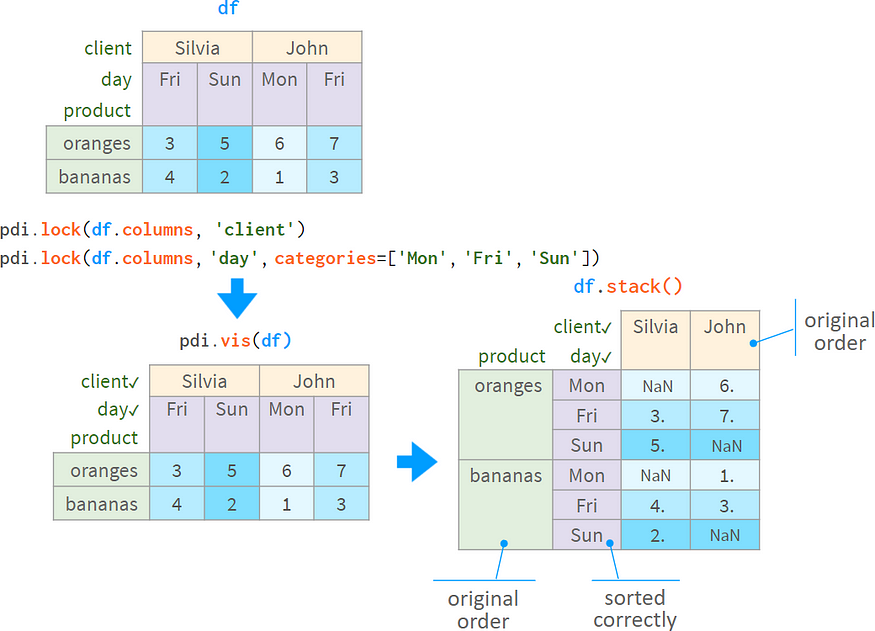 df
client Silvia John
day Fri Sun Mon Fri
product
oranges 3 5 6 7
bananas 4 2 1 3
pdi.lock(df.columns, 'client')
pdi.lock(df.columns, 'day', categories=['Mon', 'Fri', 'Sun'])
pdi.vis(df)
client✓ Silvia John
day✓ Fri Sun Mon Fri
product
oranges 3 5 6 7
bananas 4 2 1 3
df.stack()
client✓ Silvia John
product day✓
oranges Mon NaN 6.
Fri 3. 7.
Sun 5. NaN
bananas Mon NaN 1.
Fri 4. 3.
Sun 2. NaN
original
order
original
order
sorted
correctly